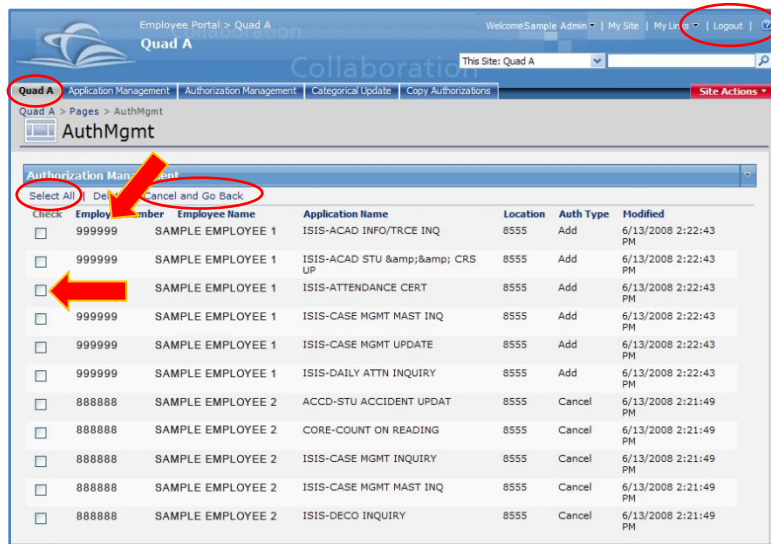 Employee Portal > Quad A
Welcome Sample Admin | My Site | My Links | Logout |
Quad A
Collaboration
This Site: Quad A
Collaboration
Quad A Application Management Authorization Management Categorical Update Copy Authorizations Site Actions
Quad A > Pages > AuthMgmt
AuthMgmt
Authorization
Select All | Cancel and Go Back
Check Employee Name Application Name Location Auth Type Modified
999999 SAMPLE EMPLOYEE 1 ISIS-ACAD INFO/TRCE INQ 8555 Add 6/13/2008 2:22:43
PM
999999 SAMPLE EMPLOYEE 1 ISIS-ACAD STU &amp;&amp; CRS 8555 Add 6/13/2008 2:22:43
UP PM
SAMPLE EMPLOYEE 1 ISIS-ATTENDANCE CERT 8555 Add 6/13/2008 2:22:43
PM
999999 SAMPLE EMPLOYEE 1 ISIS-CASE MGMT MAST INQ 8555 Add 6/13/2008 2:22:43
PM
999999 SAMPLE EMPLOYEE 1 ISIS-CASE MGMT UPDATE 8555 Add 6/13/2008 2:22:43
PM
999999 SAMPLE EMPLOYEE 1 ISIS-DAILY ATTN INQUIRY 8555 Add 6/13/2008 2:22:43
PM
888888 SAMPLE EMPLOYEE 2 ACCD-STU ACCIDENT UPDAT 8555 Cancel 6/13/2008 2:21:49
PM
888888 SAMPLE EMPLOYEE 2 CORE-COUNT ON READING 8555 Cancel 6/13/2008 2:21:49
PM
888888 SAMPLE EMPLOYEE 2 ISIS-CASE MGMT INQUIRY 8555 Cancel 6/13/2008 2:21:49
PM
888888 SAMPLE EMPLOYEE 2 ISIS-CASE MGMT MAST INQ 8555 Cancel 6/13/2008 2:21:49
PM
888888 SAMPLE EMPLOYEE 2 ISIS-DECO INQUIRY 8555 Cancel 6/13/2008 2:21:49
PM